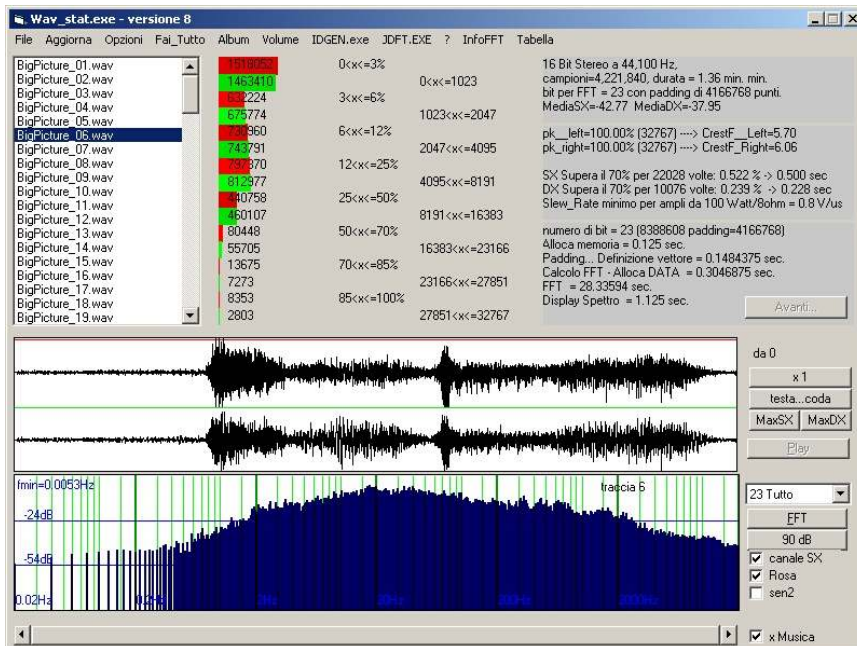 Wav_stat.exe - versione 8
File Aggiorna Opzioni Fai_Tutto Album Volume IDGEN.exe JDFT.EXE ? InfoFFT Tabella
BigPicture_01.wav
BigPicture_02.wav
BigPicture_03.wav
BigPicture_04.wav
BigPicture_05.wav
BigPicture_06.wav
BigPicture_07.wav
BigPicture_08.wav
BigPicture_09.wav
BigPicture_10.wav
BigPicture_11.wav
BigPicture_12.wav
BigPicture_13.wav
BigPicture_14.wav
BigPicture_15.wav
BigPicture_16.wav
BigPicture_17.wav
BigPicture_18.wav
BigPicture_19.wav
1518052 0<x<=3%
1463410 0<x<=1023
632224 3<x<=6%
675774 1023<x<=2047
730960 6<x<=12%
743791 2047<x<=4095
797370 12<x<=25%
812977 4095<x<=8191
440758 25<x<=50%
460107 8191<x<=16383
80448 50<x<=70%
55705 16383<x<=23166
13675 70<x<=85%
7273 23166<x<=27851
8353 85<x<=100%
2803 27851<x<=32767
16 Bit Stereo a 44,100 Hz,
campioni=4,221,840, durata = 1.36 min. min.
bit per FFT = 23 con padding di 4166768 punti.
MediaSX=-42.77 MediaDX=-37.95
pk__left=100.00% (32767) ----> CrestF__Left=5.70
pk_right=100.00% (32767) ----> CrestF_Right=6.06
SX Supera il 70% per 22028 volte: 0.522 % -> 0.500 sec
DX Supera il 70% per 10076 volte: 0.239 % -> 0.228 sec
Slew_Rate minimo per ampli da 100 Watt/8ohm = 0.8 V/us
numero di bit = 23 (8388608 padding=4166768)
Alloca memoria = 0.125 sec.
Padding... Definizione vettore = 0.1484375 sec.
Calcolo FFT - Alloca DATA = 0.3046875 sec.
FFT = 28.33594 sec.
Display Spettro = 1.125 sec.
Avanti...
da 0
x 1
testa...coda
MaxSX MaxDX
Play
fmin=0.0053Hz
traccia 6
-24dB
-54dB
0.02Hz 0.2Hz 2Hz 20Hz 200Hz 2000Hz
23 Tutto
FFT
90 dB
canale SX
Rosa
sen2
x Musica